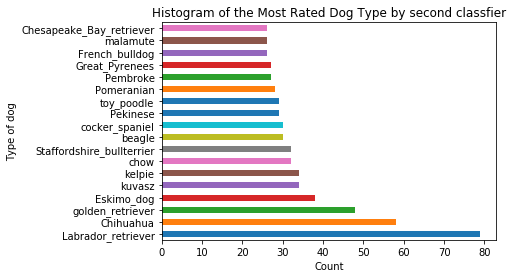 Histogram of the Most Rated Dog Type by second classfier
Type of dog
Chesapeake_Bay_retriever
malamute
French_bulldog
Great_Pyrenees
Pembroke
Pomeranian
toy_poodle
Pekinese
cocker_spaniel
beagle
Staffordshire_bullterrier
chow
kelpie
kuvasz
Eskimo_dog
golden_retriever
Chihuahua
Labrador_retriever
0 10 20 30 40 50 60 70 80
Count